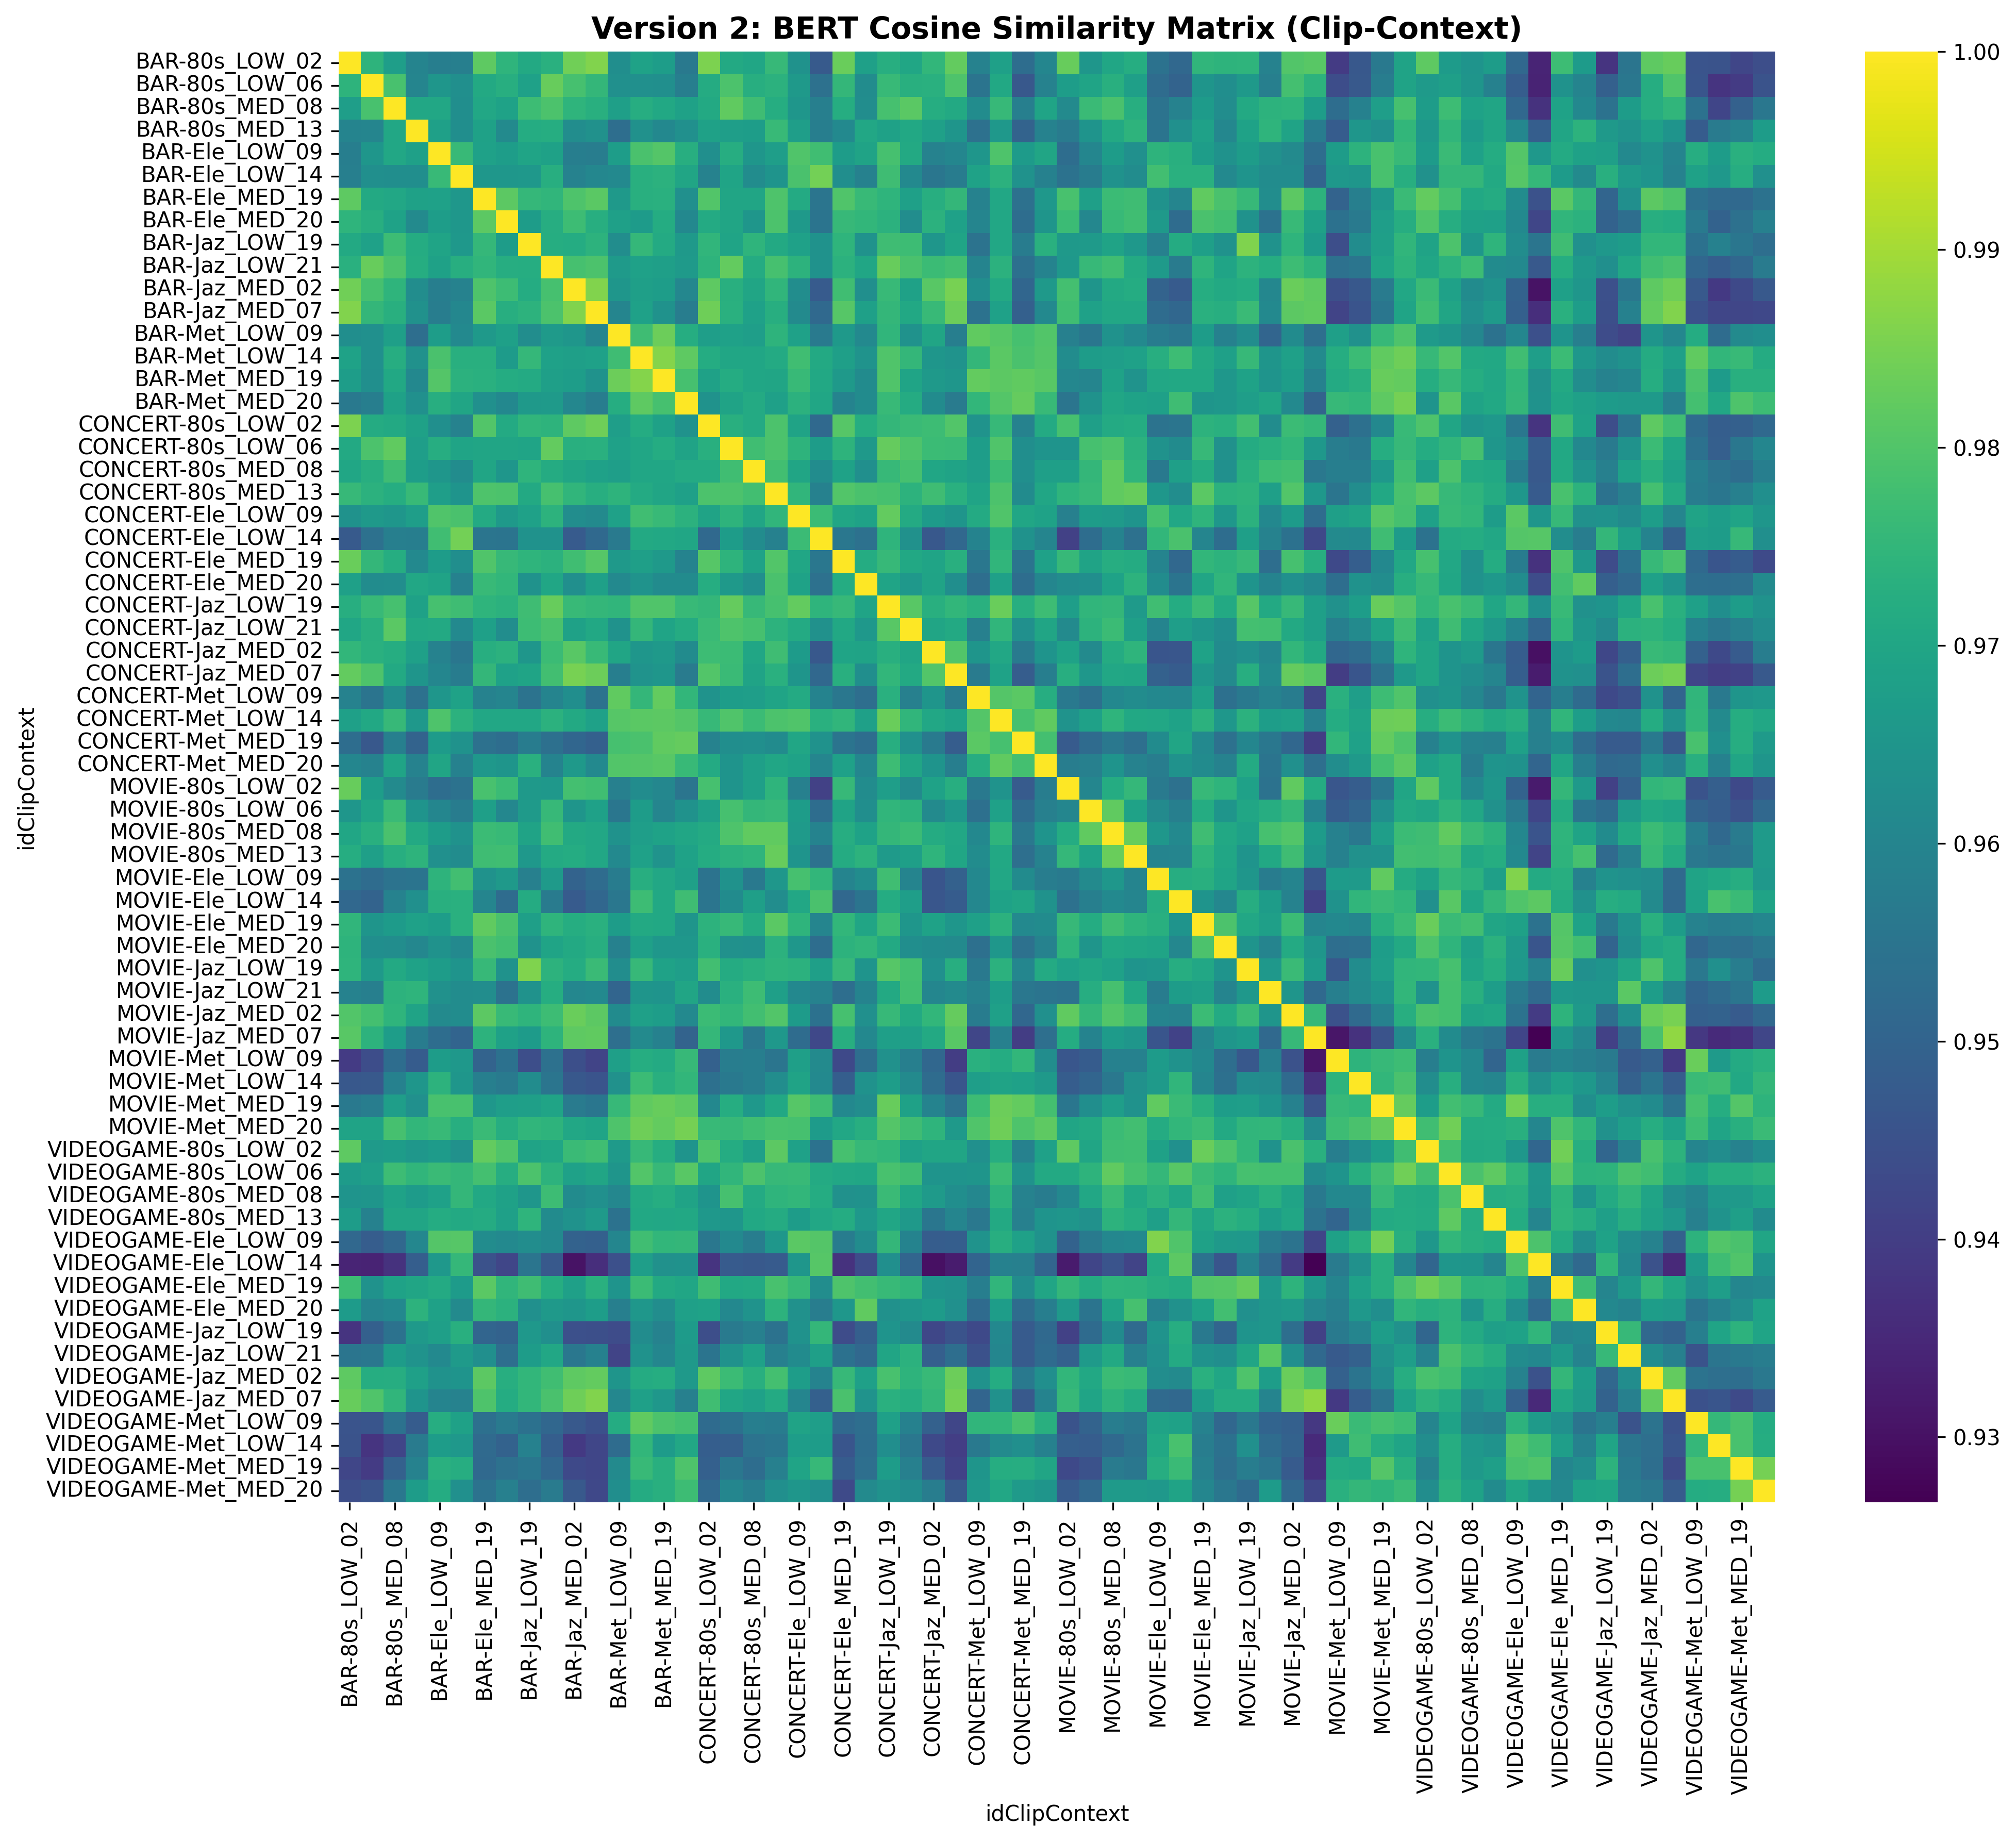 Version 2: BERT Cosine Similarity Matrix (Clip-Context)
idClipContext
BAR-80s_LOW_02
BAR-80s_LOW_06
BAR-80s_MED_08
BAR-80s_MED_13
BAR-Ele_LOW_09
BAR-Ele_LOW_14
BAR-Ele_MED_19
BAR-Ele_MED_20
BAR-Jaz_LOW_19
BAR-Jaz_LOW_21
BAR-Jaz_MED_02
BAR-Jaz_MED_07
BAR-Met_LOW_09
BAR-Met_LOW_14
BAR-Met_MED_19
BAR-Met_MED_20
CONCERT-80s_LOW_02
CONCERT-80s_LOW_06
CONCERT-80s_MED_08
CONCERT-80s_MED_13
CONCERT-Ele_LOW_09
CONCERT-Ele_LOW_14
CONCERT-Ele_MED_19
CONCERT-Ele_MED_20
CONCERT-Jaz_LOW_19
CONCERT-Jaz_LOW_21
CONCERT-Jaz_MED_02
CONCERT-Jaz_MED_07
CONCERT-Met_LOW_09
CONCERT-Met_LOW_14
CONCERT-Met_MED_19
CONCERT-Met_MED_20
MOVIE-80s_LOW_02
MOVIE-80s_LOW_06
MOVIE-80s_MED_08
MOVIE-80s_MED_13
MOVIE-Ele_LOW_09
MOVIE-Ele_LOW_14
MOVIE-Ele_MED_19
MOVIE-Ele_MED_20
MOVIE-Jaz_LOW_19
MOVIE-Jaz_LOW_21
MOVIE-Jaz_MED_02
MOVIE-Jaz_MED_07
MOVIE-Met_LOW_09
MOVIE-Met_LOW_14
MOVIE-Met_MED_19
MOVIE-Met_MED_20
VIDEOGAME-80s_LOW_02
VIDEOGAME-80s_LOW_06
VIDEOGAME-80s_MED_08
VIDEOGAME-80s_MED_13
VIDEOGAME-Ele_LOW_09
VIDEOGAME-Ele_LOW_14
VIDEOGAME-Ele_MED_19
VIDEOGAME-Ele_MED_20
VIDEOGAME-Jaz_LOW_19
VIDEOGAME-Jaz_LOW_21
VIDEOGAME-Jaz_MED_02
VIDEOGAME-Jaz_MED_07
VIDEOGAME-Met_LOW_09
VIDEOGAME-Met_LOW_14
VIDEOGAME-Met_MED_19
VIDEOGAME-Met_MED_20
BAR-80s_LOW_02
BAR-80s_MED_08
BAR-Ele_LOW_09
BAR-Ele_MED_19
BAR-Jaz_LOW_19
BAR-Jaz_MED_02
BAR-Met_LOW_09
BAR-Met_MED_19
CONCERT-80s_LOW_02
CONCERT-80s_MED_08
CONCERT-Ele_LOW_09
CONCERT-Ele_MED_19
CONCERT-Jaz_LOW_19
CONCERT-Jaz_MED_02
CONCERT-Met_LOW_09
CONCERT-Met_MED_19
MOVIE-80s_LOW_02
MOVIE-80s_MED_08
MOVIE-Ele_LOW_09
MOVIE-Ele_MED_19
MOVIE-Jaz_LOW_19
MOVIE-Jaz_MED_02
MOVIE-Met_LOW_09
MOVIE-Met_MED_19
VIDEOGAME-80s_LOW_02
VIDEOGAME-80s_MED_08
VIDEOGAME-Ele_LOW_09
VIDEOGAME-Ele_MED_19
VIDEOGAME-Jaz_LOW_19
VIDEOGAME-Jaz_MED_02
VIDEOGAME-Met_LOW_09
VIDEOGAME-Met_MED_19
idClipContext
1.00
0.99
0.98
0.97
0.96
0.95
0.94
0.93